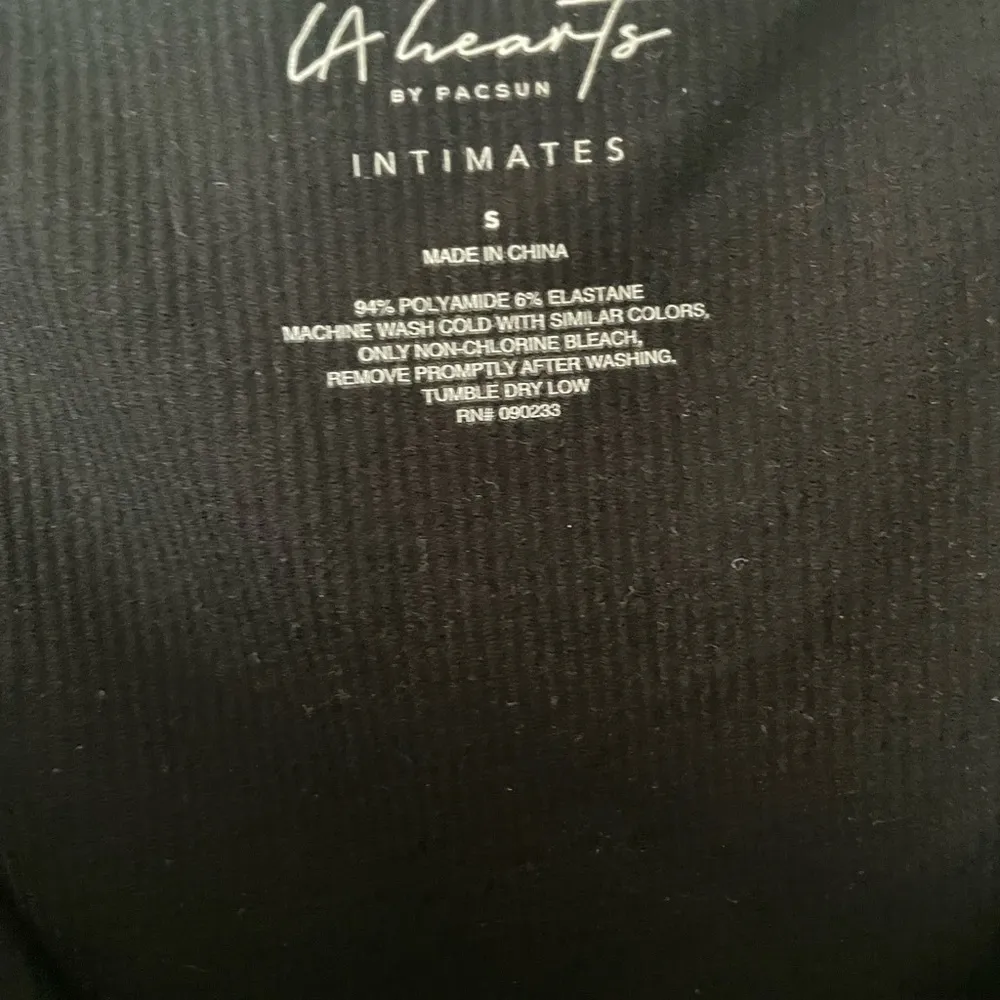 LA hearts
BY PACSUN
INTIMATES
S
MADE IN CHINA
94% POLYAMIDE 6% ELASTANE
MACHINE WASH COLD WITH SIMILAR COLORS,
ONLY NON-CHLORINE BLEACH,
REMOVE PROMPTLY AFTER WASHING,
TUMBLE DRY LOW
RN# 090233